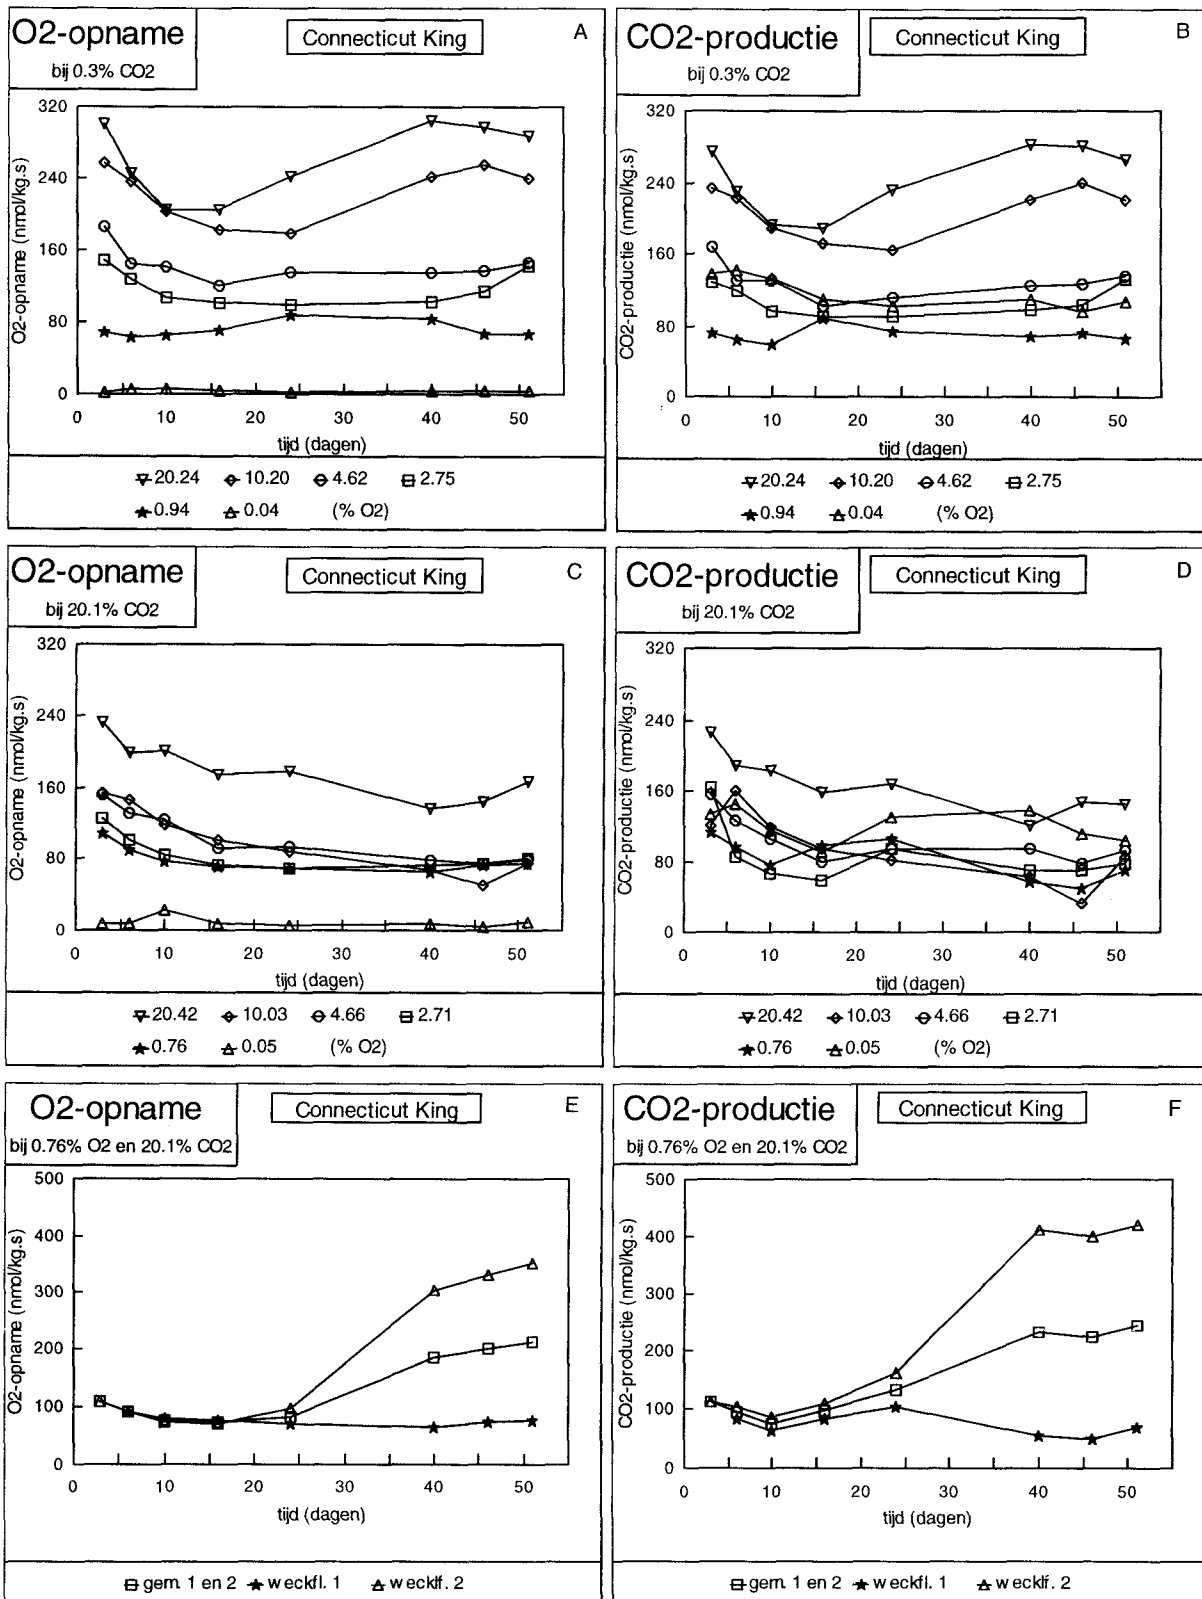 O2-opname
bij 0.3% CO2
Connecticut King
A
320
240
160
80
0
O2-opname (nmol/kg.s)
0 10 20 30 40 50
tijd (dagen)
20.24 10.20 4.62 2.75
0.94 0.04 (% O2)
CO2-productie
bij 0.3% CO2
Connecticut King
B
320
240
160
80
0
CO2-productie (nmol/kg.s)
0 10 20 30 40 50
tijd (dagen)
20.24 10.20 4.62 2.75
0.94 0.04 (% O2)
O2-opname
bij 20.1% CO2
Connecticut King
C
320
240
160
80
0
O2-opname (nmol/kg.s)
0 10 20 30 40 50
tijd (dagen)
20.42 10.03 4.66 2.71
0.76 0.05 (% O2)
CO2-productie
bij 20.1% CO2
Connecticut King
D
320
240
160
80
0
CO2-productie (nmol/kg.s)
0 10 20 30 40 50
tijd (dagen)
20.42 10.03 4.66 2.71
0.76 0.05 (% O2)
O2-opname
bij 0.76% O2 en 20.1% CO2
Connecticut King
E
500
400
300
200
100
0
O2-opname (nmol/kg.s)
0 10 20 30 40 50
tijd (dagen)
gem. 1 en 2 weckfl. 1 wecklf. 2
CO2-productie
bij 0.76% O2 en 20.1% CO2
Connecticut King
F
500
400
300
200
100
0
CO2-productie (nmol/kg.s)
0 10 20 30 40 50
tijd (dagen)
gem. 1 en 2 weckfl. 1 weckfl. 2